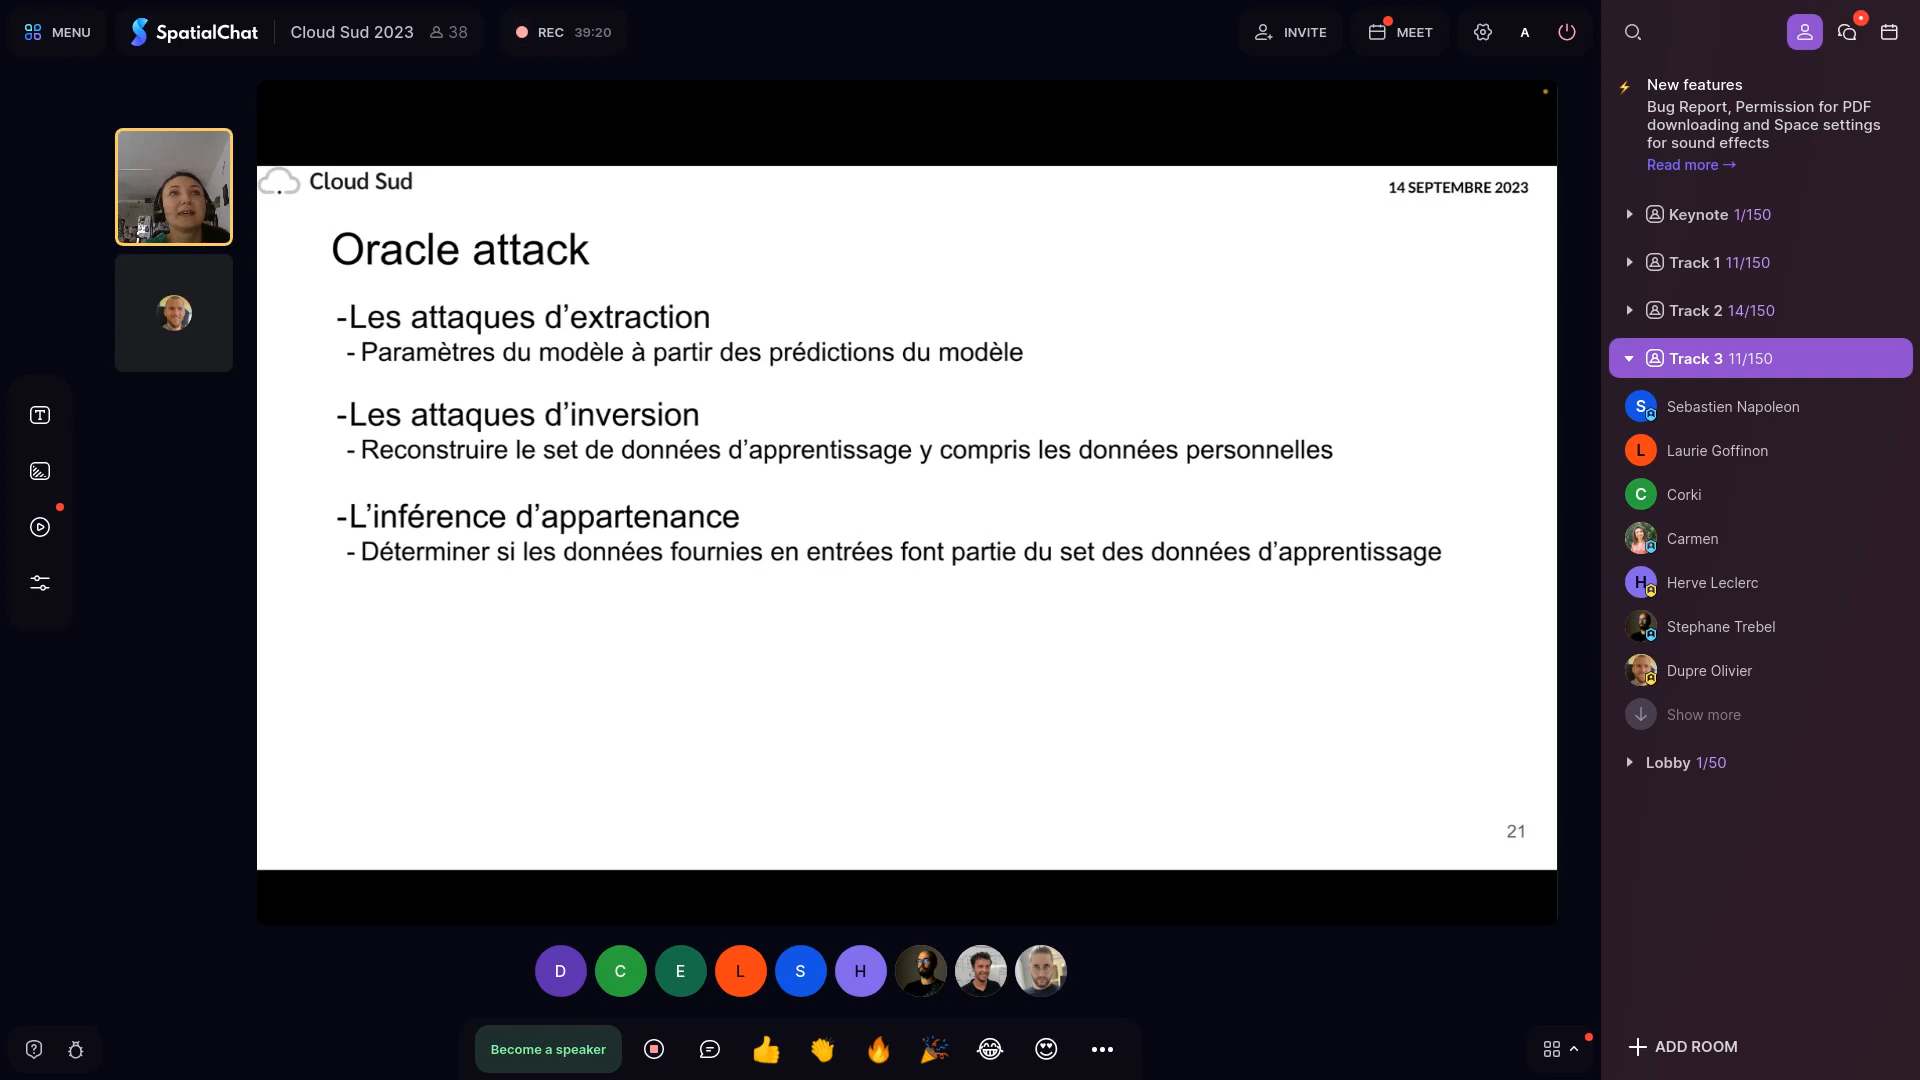 MENU
SpatialChat
Cloud Sud 2023
38
REC 39:20
INVITE
MEET
A
Cloud Sud
14 SEPTEMBRE 2023
Oracle attack
-Les attaques d’extraction
- Paramètres du modèle à partir des prédictions du modèle
-Les attaques d’inversion
- Reconstruire le set de données d’apprentissage y compris les données personnelles
-L’inférence d’appartenance
- Déterminer si les données fournies en entrées font partie du set des données d’apprentissage
21
D C E L S H
Become a speaker
New features
Bug Report, Permission for PDF
downloading and Space settings
for sound effects
Read more →
Keynote 1/150
Track 1 11/150
Track 2 14/150
Track 3 11/150
S Sebastien Napoleon
L Laurie Goffinon
C Corki
Carmen
H Herve Leclerc
Stephane Trebel
Dupre Olivier
Show more
Lobby 1/50
ADD ROOM